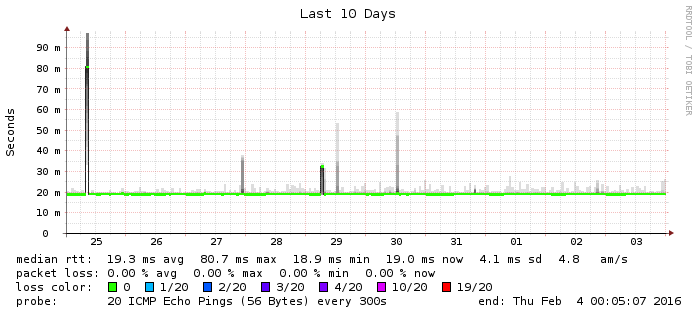 Last 10 Days
RRDTOOL / TOBI OETIKER
Seconds
90 m
80 m
70 m
60 m
50 m
40 m
30 m
20 m
10 m
0
25 26 27 28 29 30 31 01 02 03
median rtt: 19.3 ms avg 80.7 ms max 18.9 ms min 19.0 ms now 4.1 ms sd 4.8 am/s
packet loss: 0.00 % avg 0.00 % max 0.00 % min 0.00 % now
loss color: 0 1/20 2/20 3/20 4/20 10/20 19/20
probe: 20 ICMP Echo Pings (56 Bytes) every 300s end: Thu Feb 4 00:05:07 2016